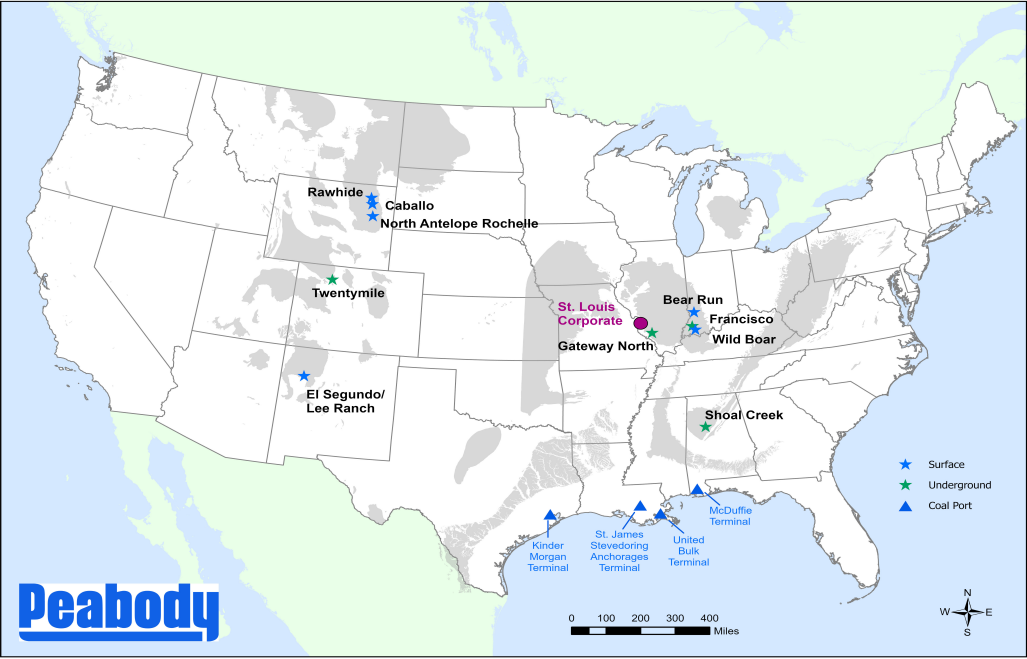 Rawhide
Caballo
North Antelope Rochelle
Twentymile
St. Louis
Corporate
Bear Run
Francisco
Wild Boar
Gateway North
El Segundo/
Lee Ranch
Shoal Creek
Surface
Underground
Coal Port
McDuffie
Terminal
St. James
Stevedoring
Anchorages
Terminal
United
Bulk
Terminal
Kinder
Morgan
Terminal
Peabody
N
W E
S
0 100 200 300 400
Miles